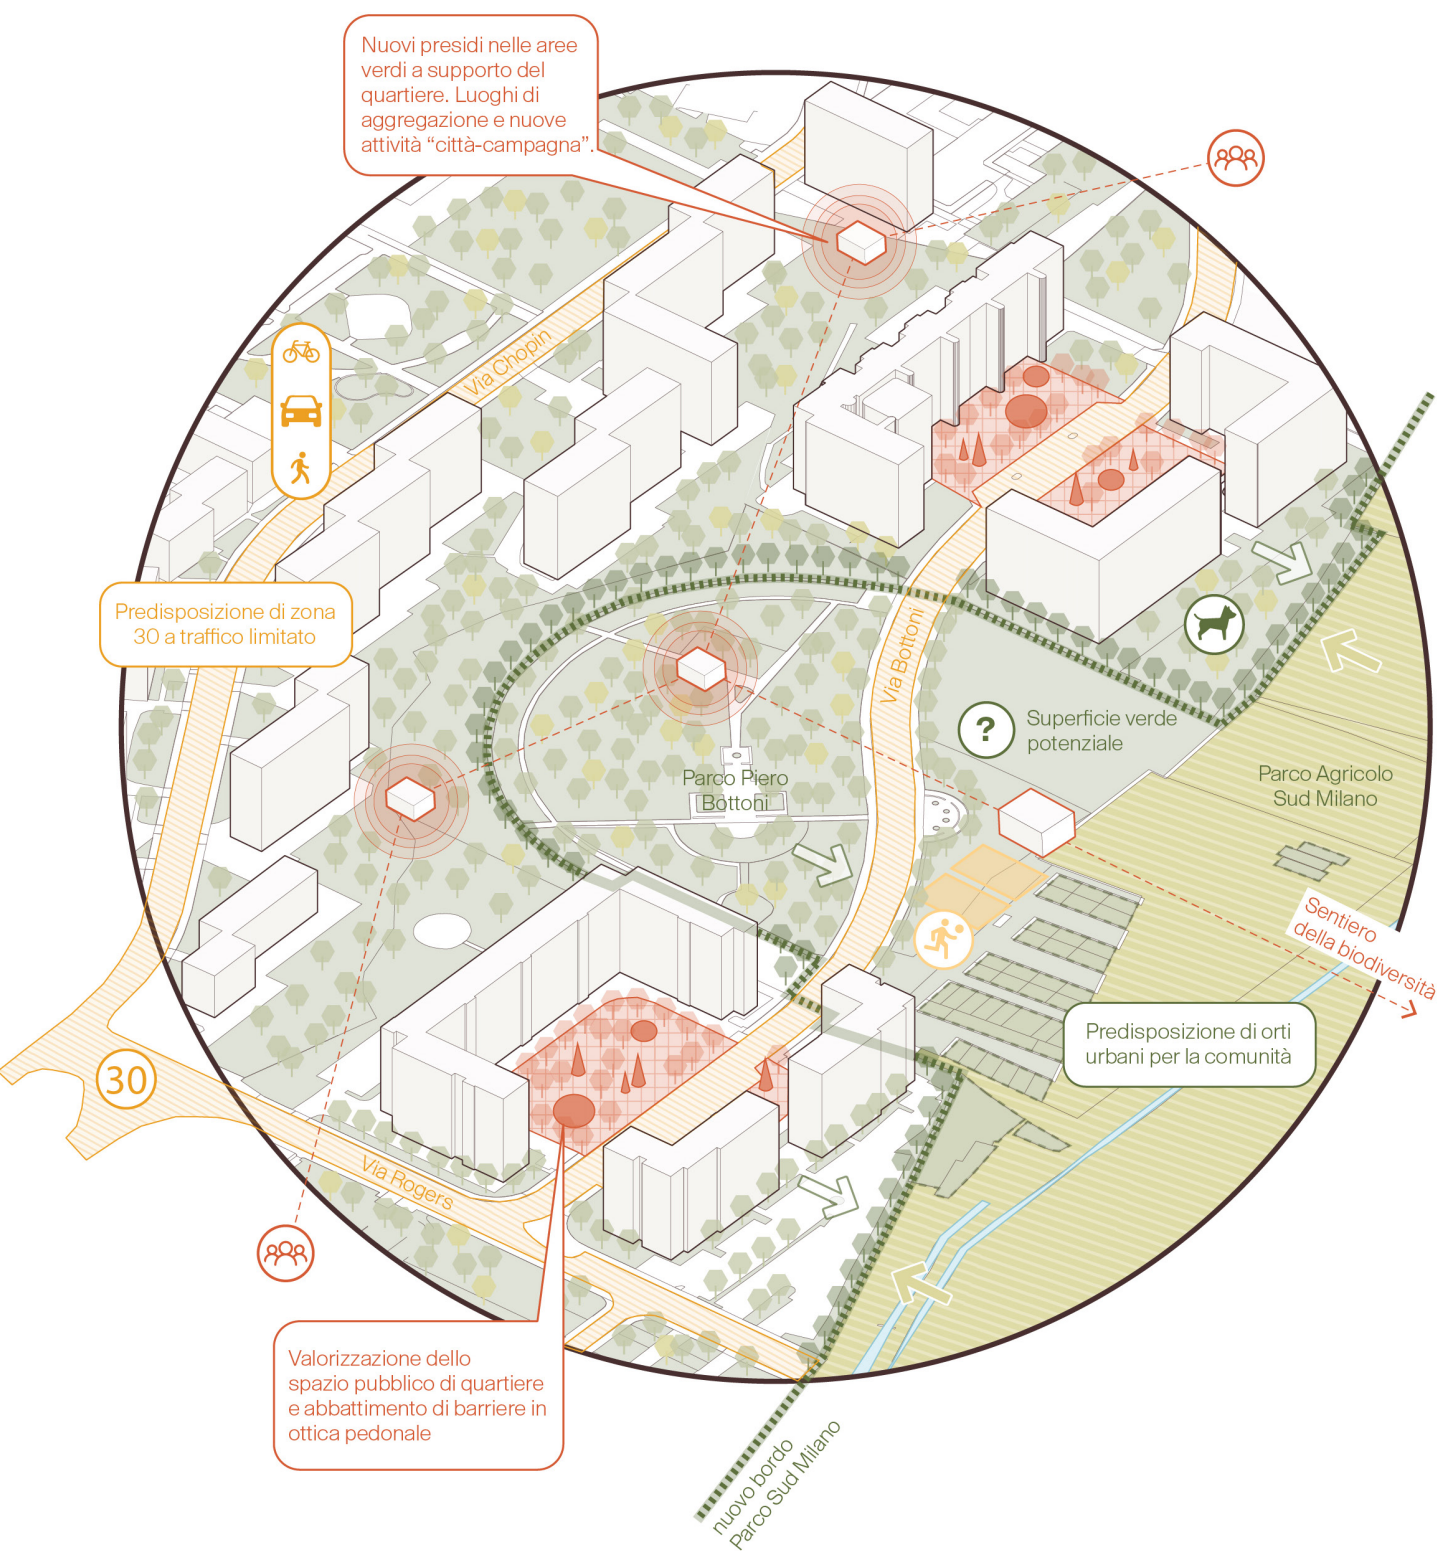 Nuovi presidi nelle aree
verdi a supporto del
quartiere. Luoghi di
aggregazione e nuove
attività “città-campagna”.
Via Chopin
Predisposizione di zona
30 a traffico limitato
Via Bottoni
?
Superficie verde
potenziale
Parco Piero
Bottoni
Parco Agricolo
Sud Milano
Sentiero
della biodiversità
Predisposizione di orti
urbani per la comunità
30
Via Rogers
Valorizzazione dello
spazio pubblico di quartiere
e abbattimento di barriere in
ottica pedonale
nuovo bordo
Parco Sud Milano